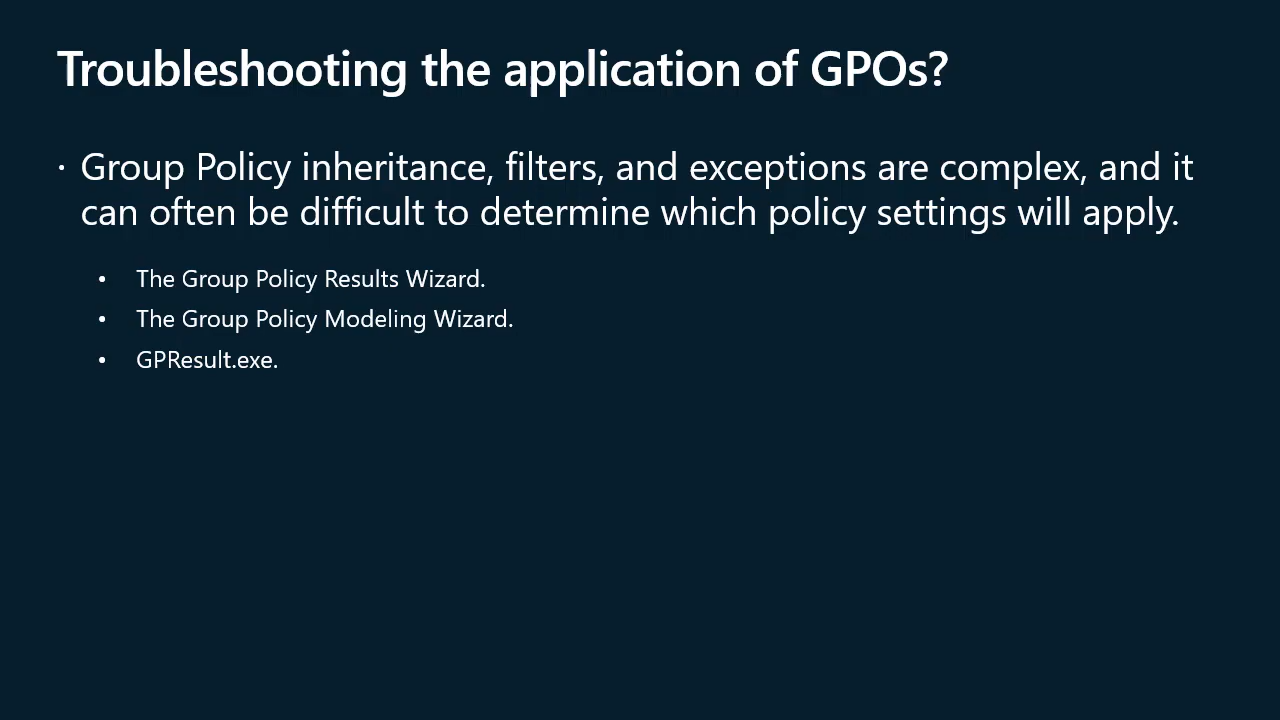 Troubleshooting the application of GPOs?
• Group Policy inheritance, filters, and exceptions are complex, and it
can often be difficult to determine which policy settings will apply.
• The Group Policy Results Wizard.
• The Group Policy Modeling Wizard.
• GPResult.exe.